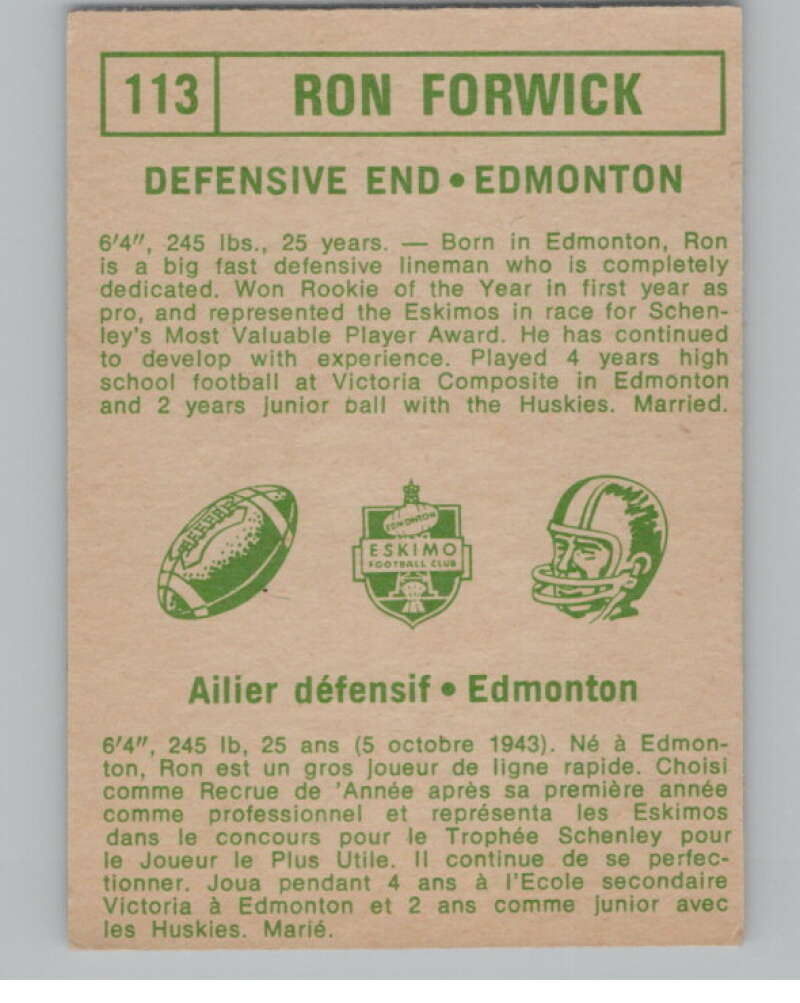 113 RON FORWICK
DEFENSIVE END • EDMONTON
6'4", 245 lbs., 25 years. — Born in Edmonton, Ron
is a big fast defensive lineman who is completely
dedicated. Won Rookie of the Year in first year as
pro, and represented the Eskimos in race for Schen-
ley's Most Valuable Player Award. He has continued
to develop with experience. Played 4 years high
school football at Victoria Composite in Edmonton
and 2 years junior ball with the Huskies. Married.
EDMONTON
ESKIMO
FOOTBALL CLUB
Ailier défensif • Edmonton
6'4", 245 lb, 25 ans (5 octobre 1943). Né à Edmon-
ton, Ron est un gros joueur de ligne rapide. Choisi
comme Recrue de 'Année après sa première année
comme professionnel et représenta les Eskimos
dans le concours pour le Trophée Schenley pour
le Joueur le Plus Utile. Il continue de se perfec-
tionner. Joua pendant 4 ans à l'Ecole secondaire
Victoria à Edmonton et 2 ans comme junior avec
les Huskies. Marié.